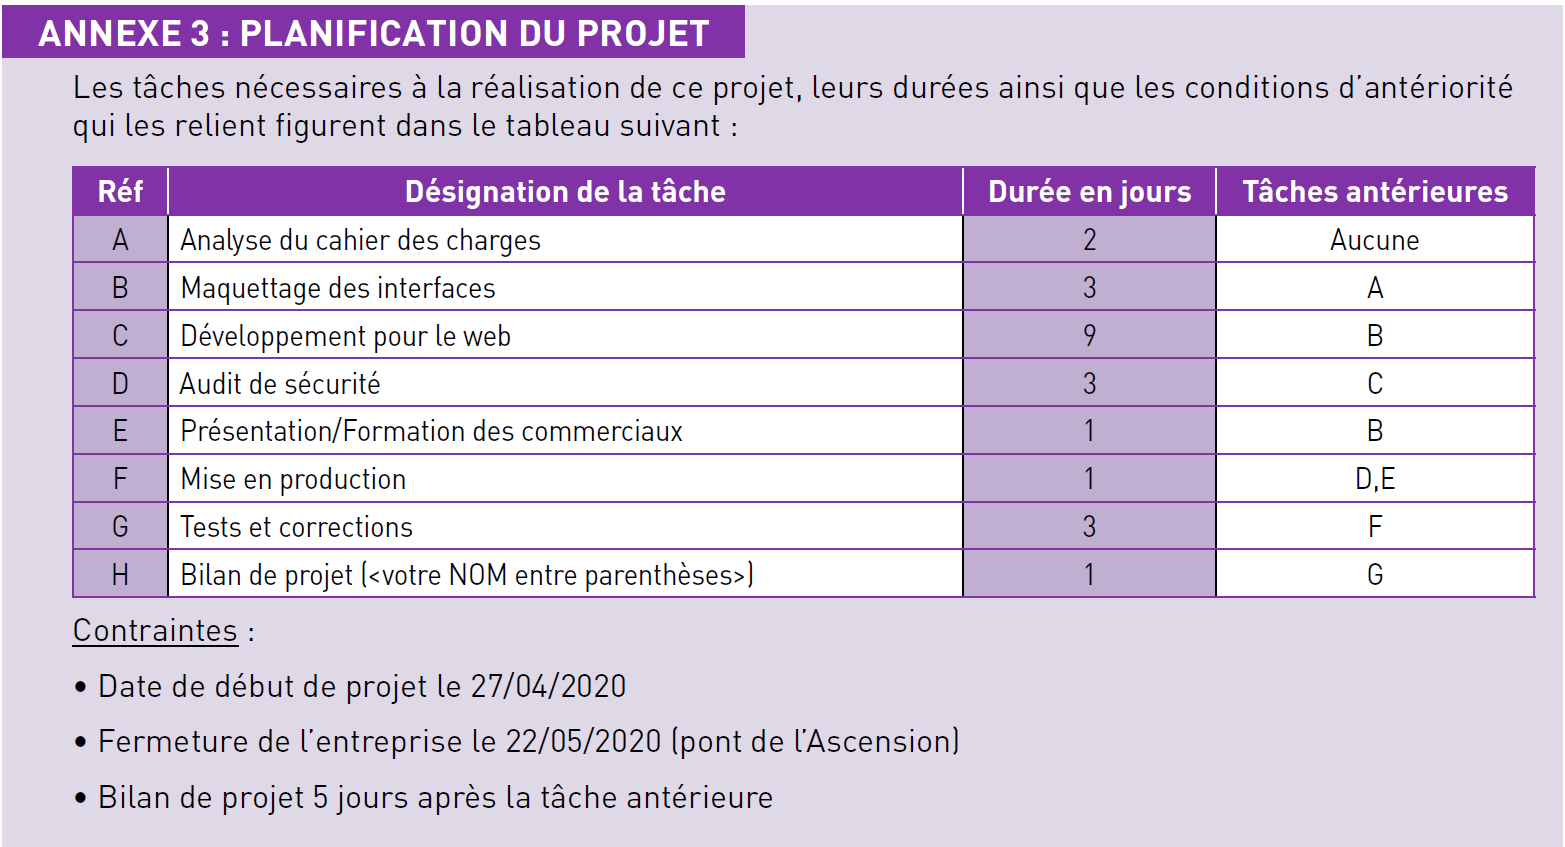 ANNEXE 3 : PLANIFICATION DU PROJET
Les tâches nécessaires à la réalisation de ce projet, leurs durées ainsi que les conditions d’antériorité
qui les relient figurent dans le tableau suivant :
Réf Désignation de la tâche Durée en jours Tâches antérieures
A Analyse du cahier des charges 2 Aucune
B Maquettage des interfaces 3 A
C Développement pour le web 9 B
D Audit de sécurité 3 C
E Présentation/Formation des commerciaux 1 B
F Mise en production 1 D,E
G Tests et corrections 3 F
H Bilan de projet (<votre NOM entre parenthèses>) 1 G
Contraintes :
• Date de début de projet le 27/04/2020
• Fermeture de l’entreprise le 22/05/2020 (pont de l’Ascension)
• Bilan de projet 5 jours après la tâche antérieure